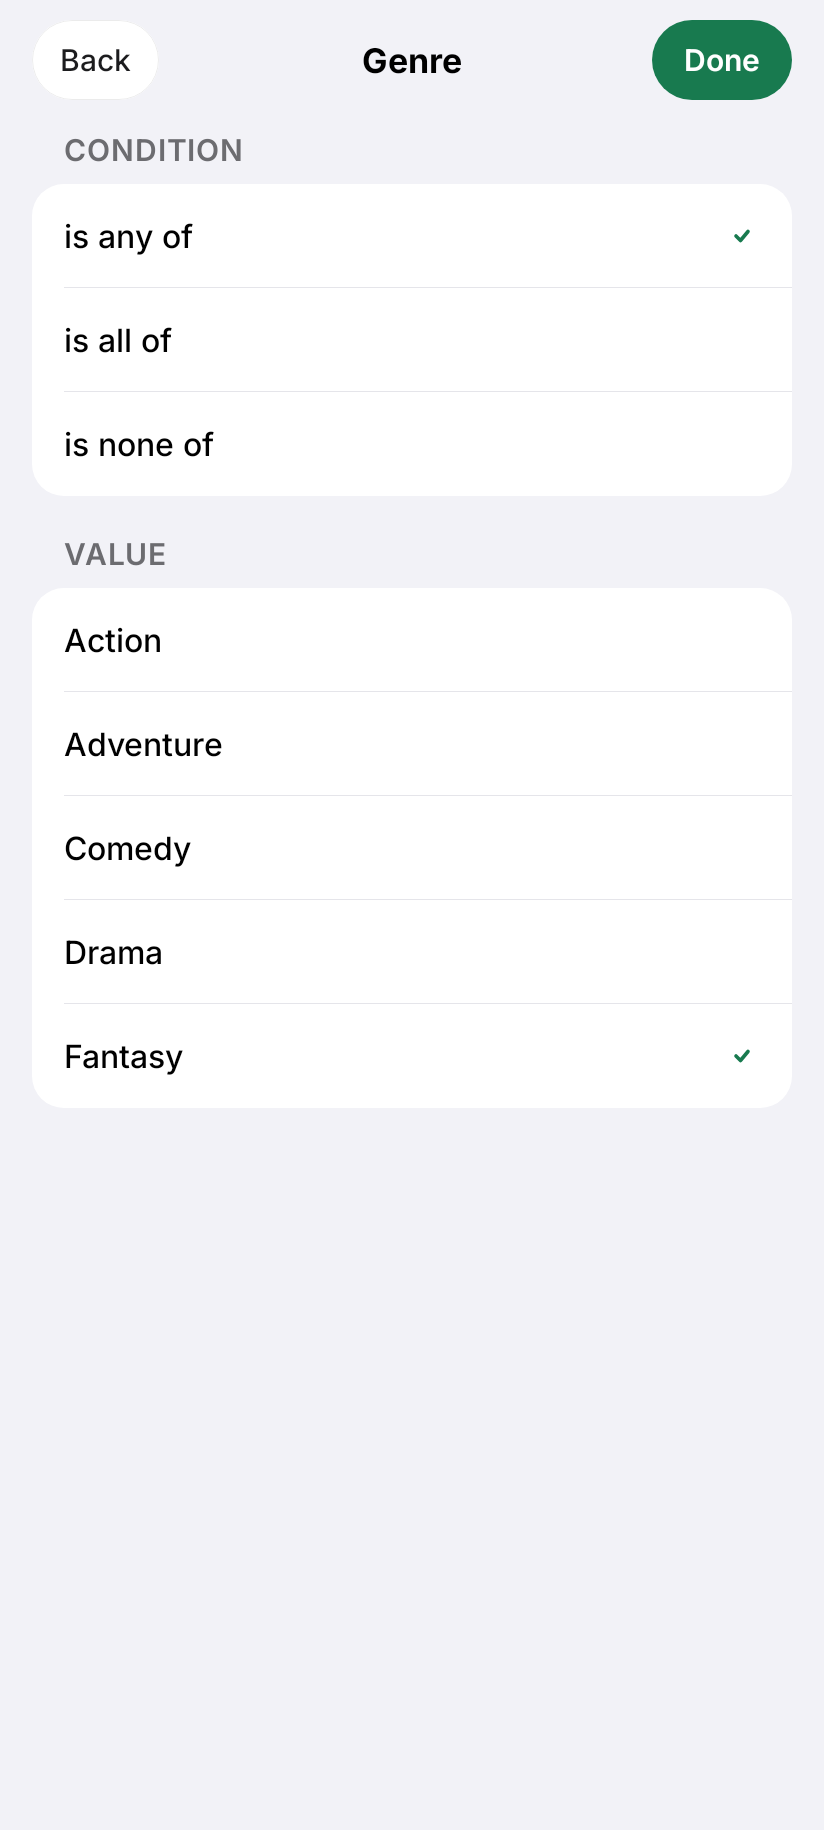 Back
Genre
Done
CONDITION
is any of
is all of
is none of
VALUE
Action
Adventure
Comedy
Drama
Fantasy